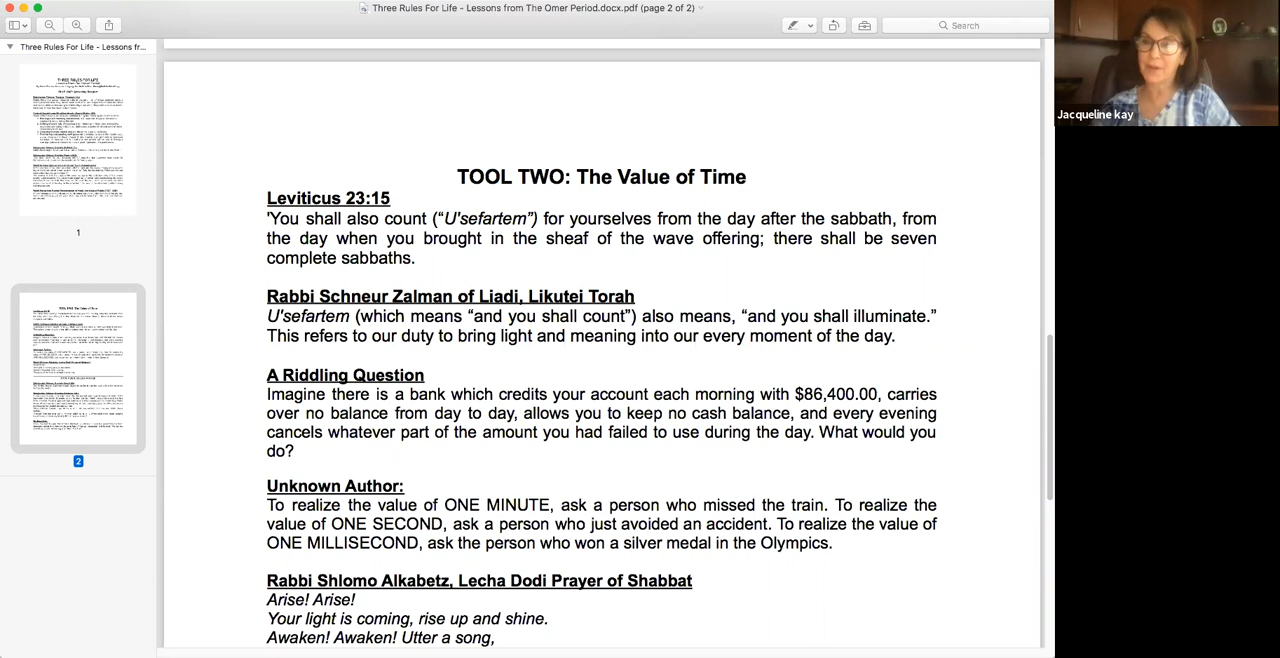 Three Rules For Life - Lessons from The Omer Period.docx.pdf (page 2 of 2)
Search
Three Rules For Life - Lessons fr...
THREE RULES FOR LIFE
1
2
TOOL TWO: The Value of Time
Leviticus 23:15
'You shall also count (“U'sefartem”) for yourselves from the day after the sabbath, from
the day when you brought in the sheaf of the wave offering; there shall be seven
complete sabbaths.
Rabbi Schneur Zalman of Liadi, Likutei Torah
U'sefartem (which means “and you shall count”) also means, “and you shall illuminate.”
This refers to our duty to bring light and meaning into our every moment of the day.
A Riddling Question
Imagine there is a bank which credits your account each morning with $86,400.00, carries
over no balance from day to day, allows you to keep no cash balance, and every evening
cancels whatever part of the amount you had failed to use during the day. What would you
do?
Unknown Author:
To realize the value of ONE MINUTE, ask a person who missed the train. To realize the
value of ONE SECOND, ask a person who just avoided an accident. To realize the value of
ONE MILLISECOND, ask the person who won a silver medal in the Olympics.
Rabbi Shlomo Alkabetz, Lecha Dodi Prayer of Shabbat
Arise! Arise!
Your light is coming, rise up and shine.
Awaken! Awaken! Utter a song,
Jacqueline kay